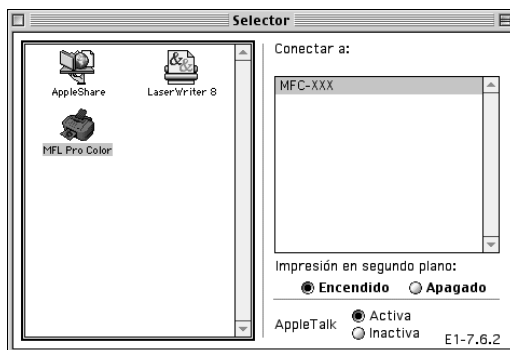 Selector
AppleShare
LaserWriter 8
MFL Pro Color
Conectar a:
MFC-XXX
Impresión en segundo plano:
Encendido Apagado
AppleTalk
Activa
Inactiva
E1-7.6.2